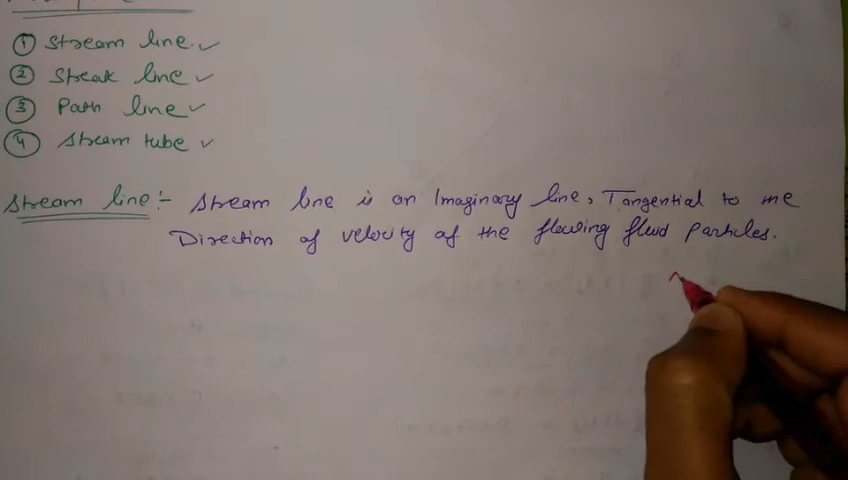 ① Stream line ✓
② Streak line ✓
③ Path line ✓
④ Stream tube ✓
Stream line:- Stream line is an Imaginary line, Tangential to the
Direction of velocity of the flowing fluid particles.